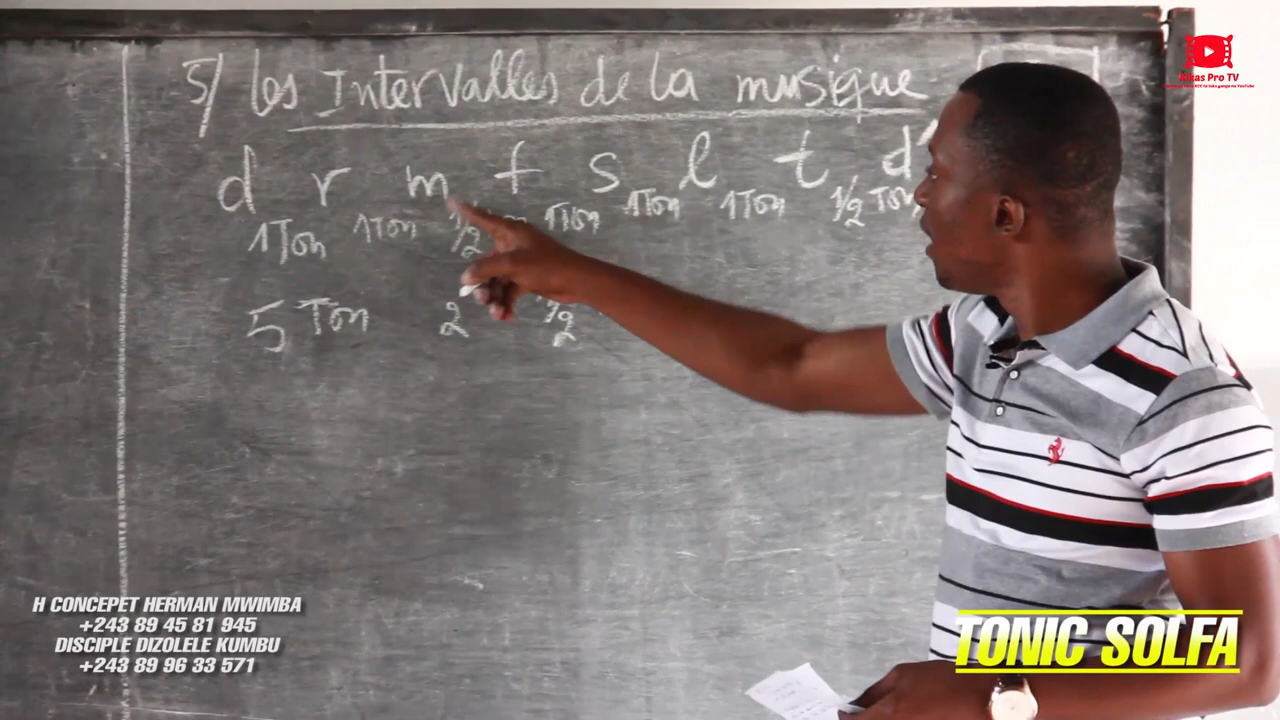 5/ les Intervalles de la musique
d r m f s l t d'
1Ton 1Ton 1/2 1Ton 1Ton 1Ton 1/2 Ton
5 Ton 2 1/2
Aikas Pro TV
H CONCEPET HERMAN MWIMBA
+243 89 45 81 945
DISCIPLE DIZOLELE KUMBU
+243 89 96 33 571
TONIC SOLFA